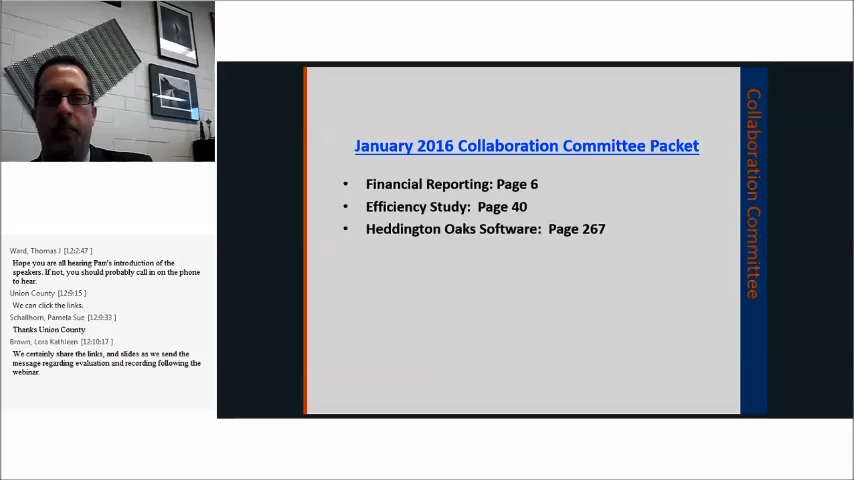 Ward, Thomas J [12:2:47 ]
Hope you are all hearing Pam's introduction of the
speakers. If not, you should probably call in on the phone
to hear.
Union County [12:9:15 ]
We can click the links.
Schallhorn, Pamela Sue [12:9:33 ]
Thanks Union County
Brown, Lora Kathleen [12:10:17 ]
We certainly share the links, and slides as we send the
message regarding evaluation and recording following the
webinar.
January 2016 Collaboration Committee Packet
• Financial Reporting: Page 6
• Efficiency Study: Page 40
• Heddington Oaks Software: Page 267
Collaboration Committee